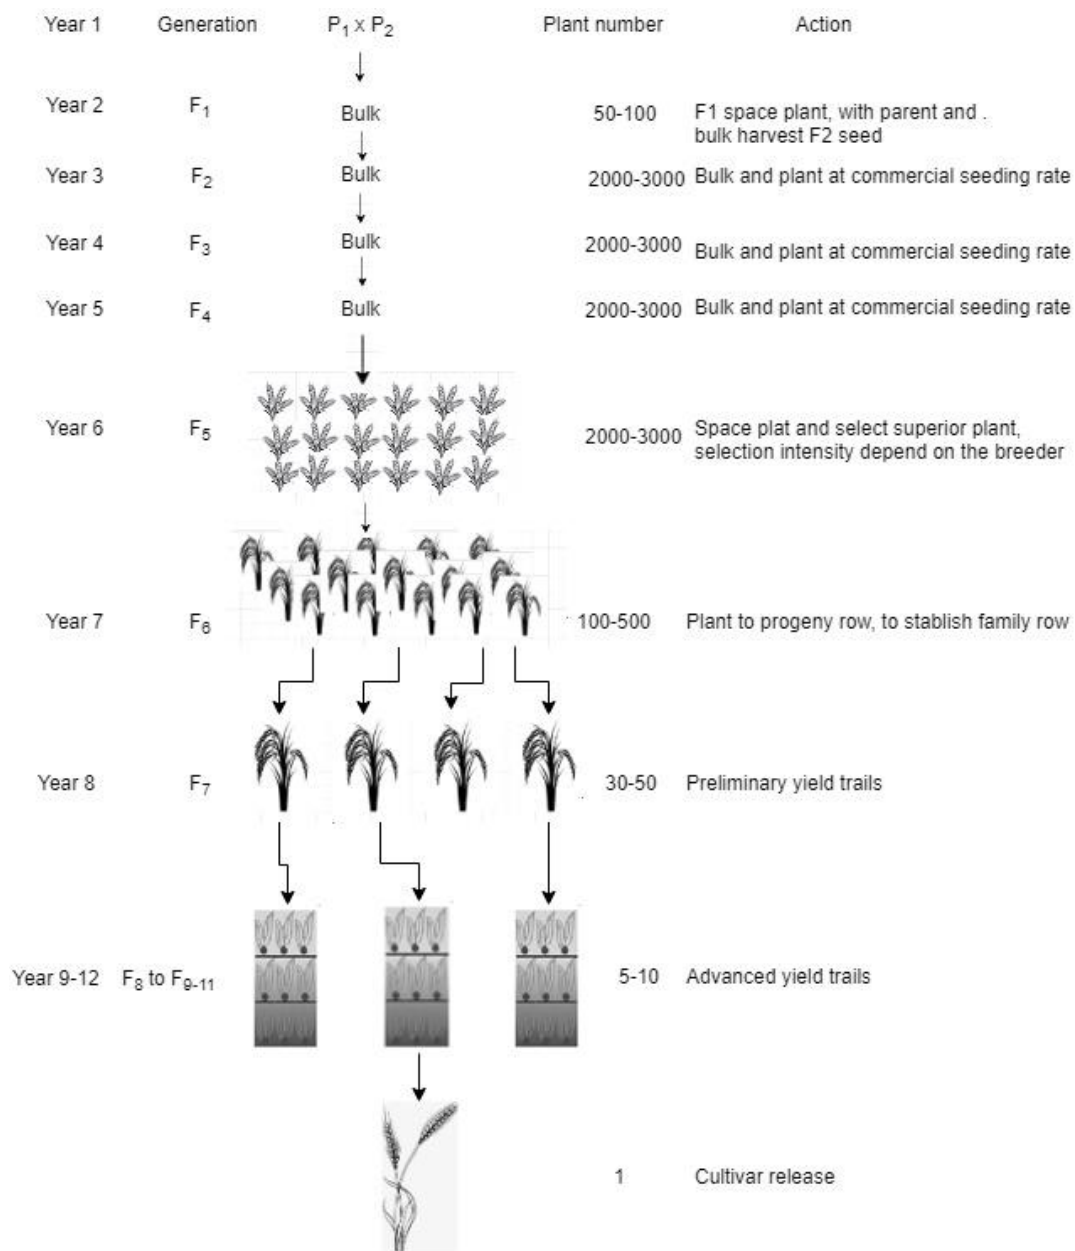 Year 1 Generation P1 x P2 Plant number Action
Year 2 F1 Bulk 50-100 F1 space plant, with parent and .
bulk harvest F2 seed
Year 3 F2 Bulk 2000-3000 Bulk and plant at commercial seeding rate
Year 4 F3 Bulk 2000-3000 Bulk and plant at commercial seeding rate
Year 5 F4 Bulk 2000-3000 Bulk and plant at commercial seeding rate
Year 6 F5 2000-3000 Space plat and select superior plant,
selection intensity depend on the breeder
Year 7 F6 100-500 Plant to progeny row, to stablish family row
Year 8 F7 30-50 Preliminary yield trails
Year 9-12 F8 to F9-11 5-10 Advanced yield trails
1 Cultivar release